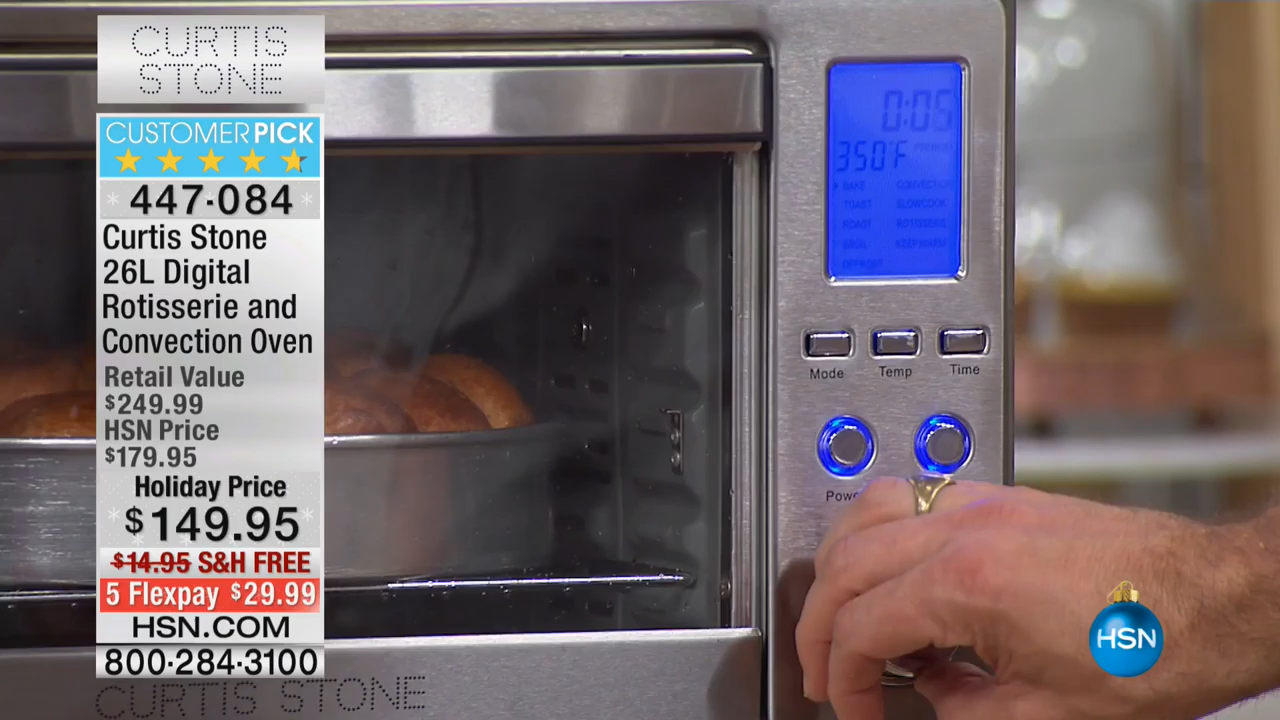 CURTIS
STONE
CUSTOMER PICK
447·084
Curtis Stone
26L Digital
Rotisserie and
Convection Oven
Retail Value
$249.99
HSN Price
$179.95
Holiday Price
$149.95
$14.95 S&H FREE
5 Flexpay $29.99
HSN.COM
800·284·3100
CURTIS STONE
0:05
350°F PREHEAT
BAKE CONVECTION
TOAST SLOWCOOK
ROAST ROTISSERIE
BROIL KEEP WARM
DEFROST
Mode Temp Time
HSN